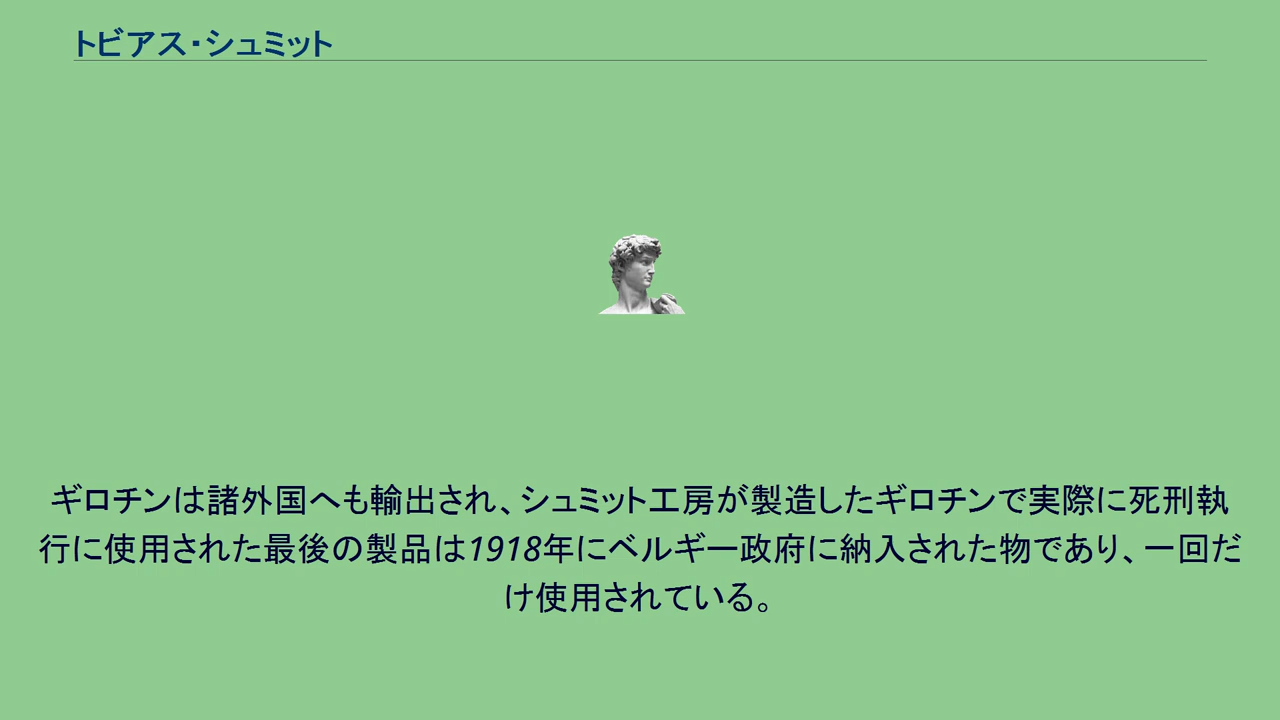 トビアス・シュミット
ギロチンは諸外国へも輸出され、シュミット工房が製造したギロチンで実際に死刑執
行に使用された最後の製品は1918年にベルギー政府に納入された物であり、一回だ
け使用されている。